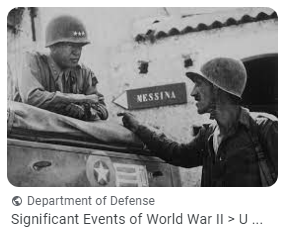 MESSINA
Department of Defense
Significant Events of World War II > U ...